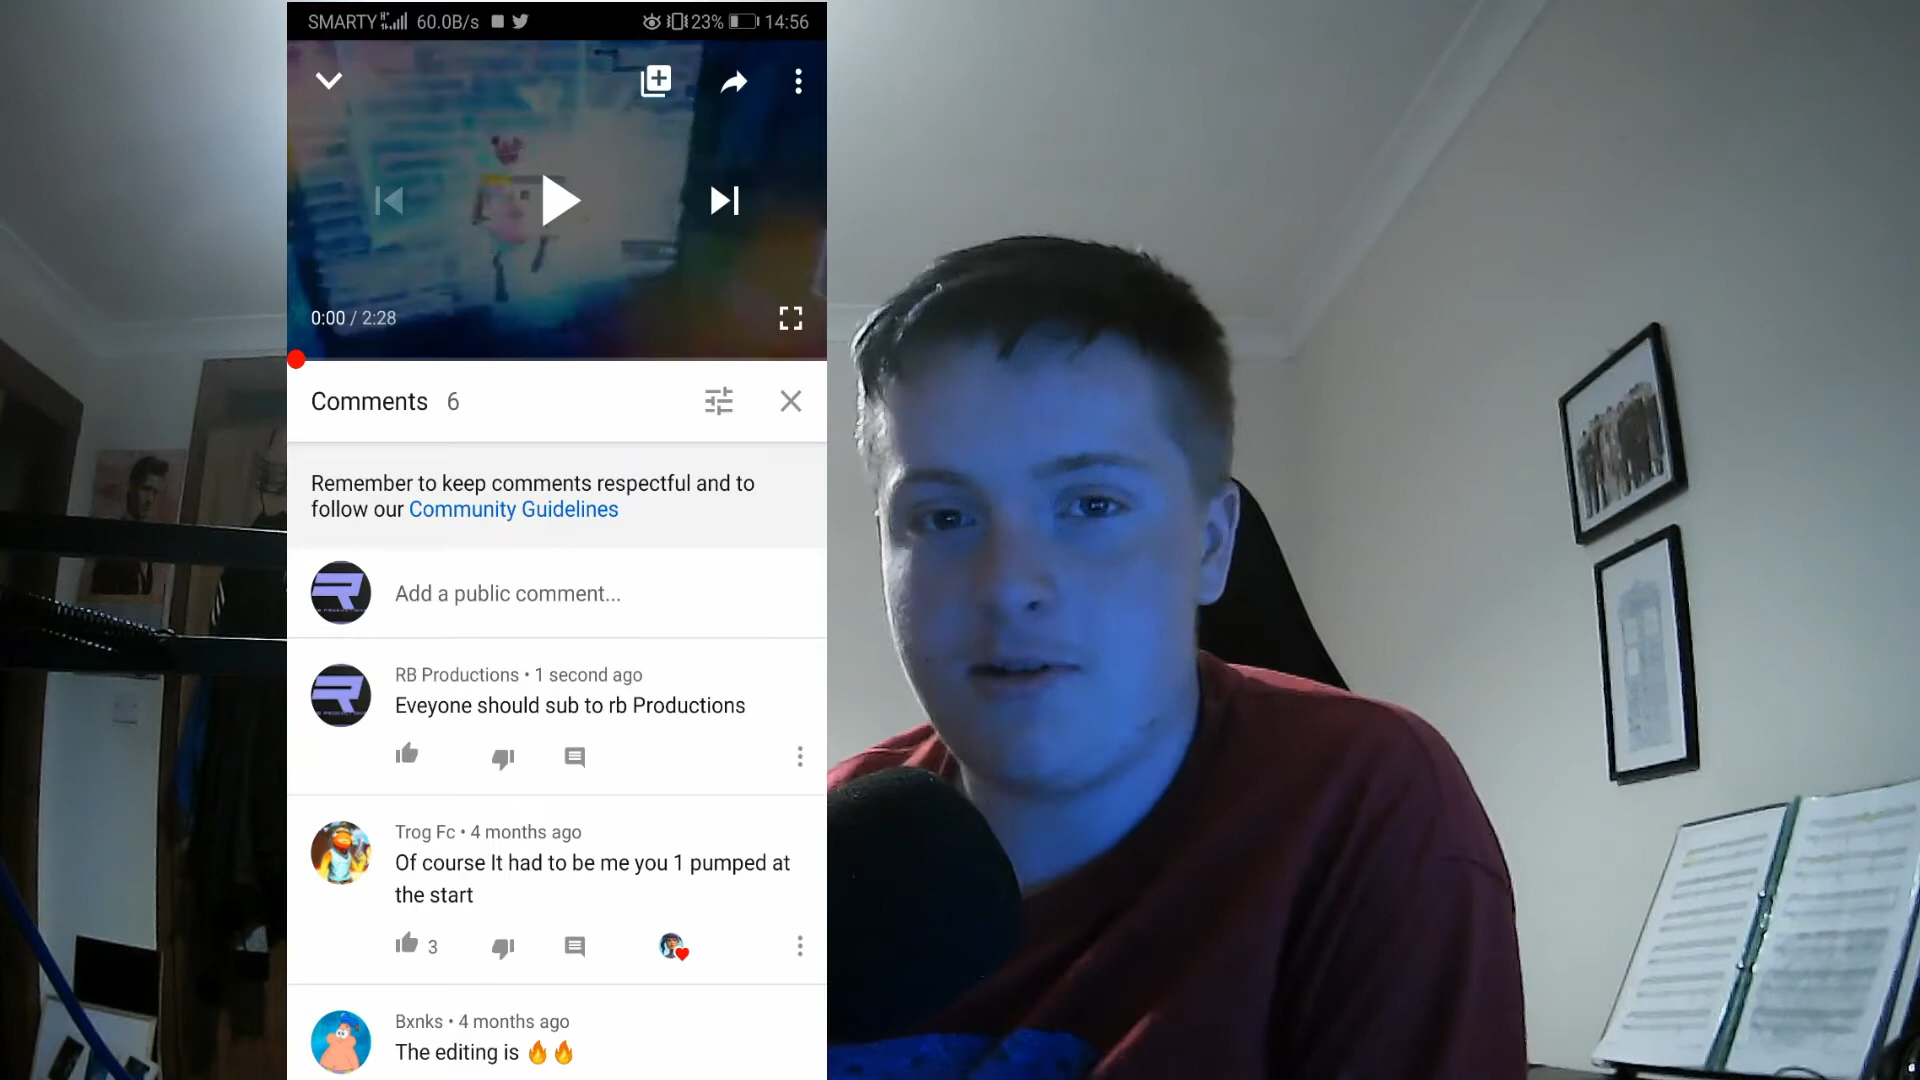 SMARTY 60.0B/s 23% 14:56
0:00 / 2:28
Comments 6
Remember to keep comments respectful and to
follow our Community Guidelines
Add a public comment...
RB Productions • 1 second ago
Eveyone should sub to rb Productions
Trog Fc • 4 months ago
Of course It had to be me you 1 pumped at
the start
3
Bxnks • 4 months ago
The editing is 🔥🔥